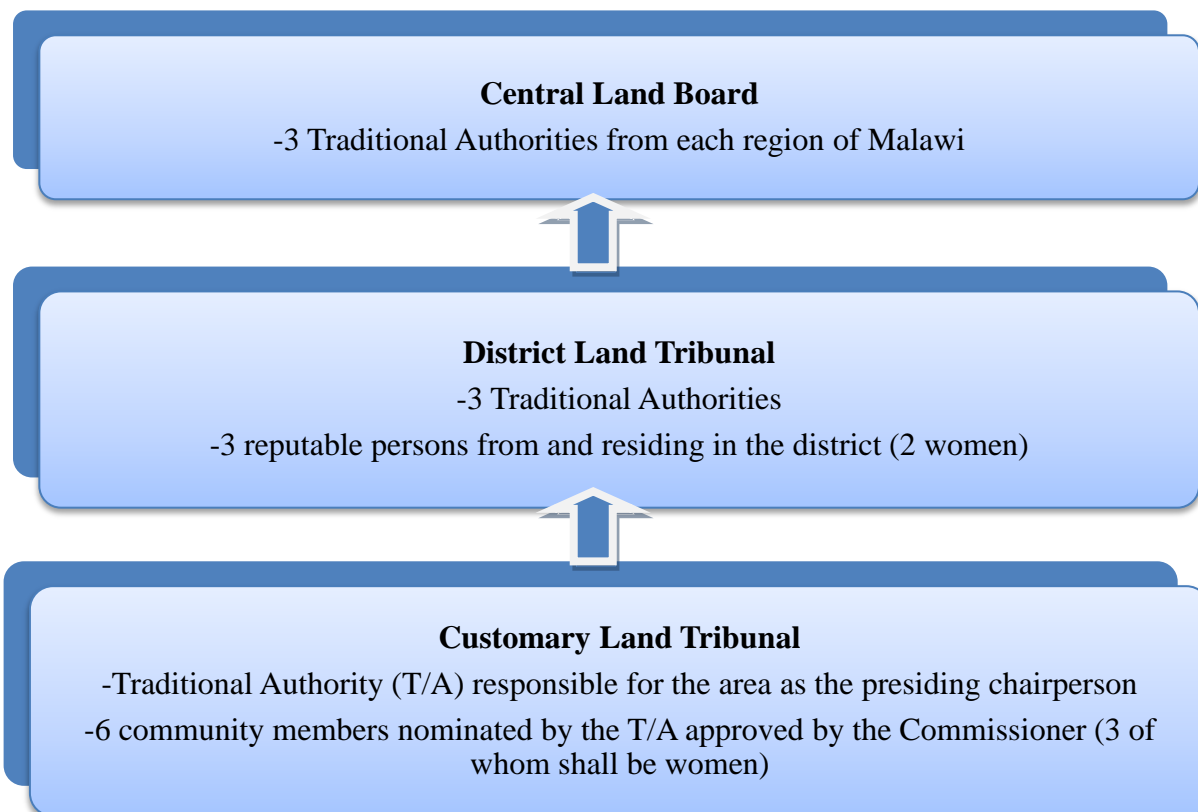 Central Land Board
-3 Traditional Authorities from each region of Malawi
District Land Tribunal
-3 Traditional Authorities
-3 reputable persons from and residing in the district (2 women)
Customary Land Tribunal
-Traditional Authority (T/A) responsible for the area as the presiding chairperson
-6 community members nominated by the T/A approved by the Commissioner (3 of
whom shall be women)